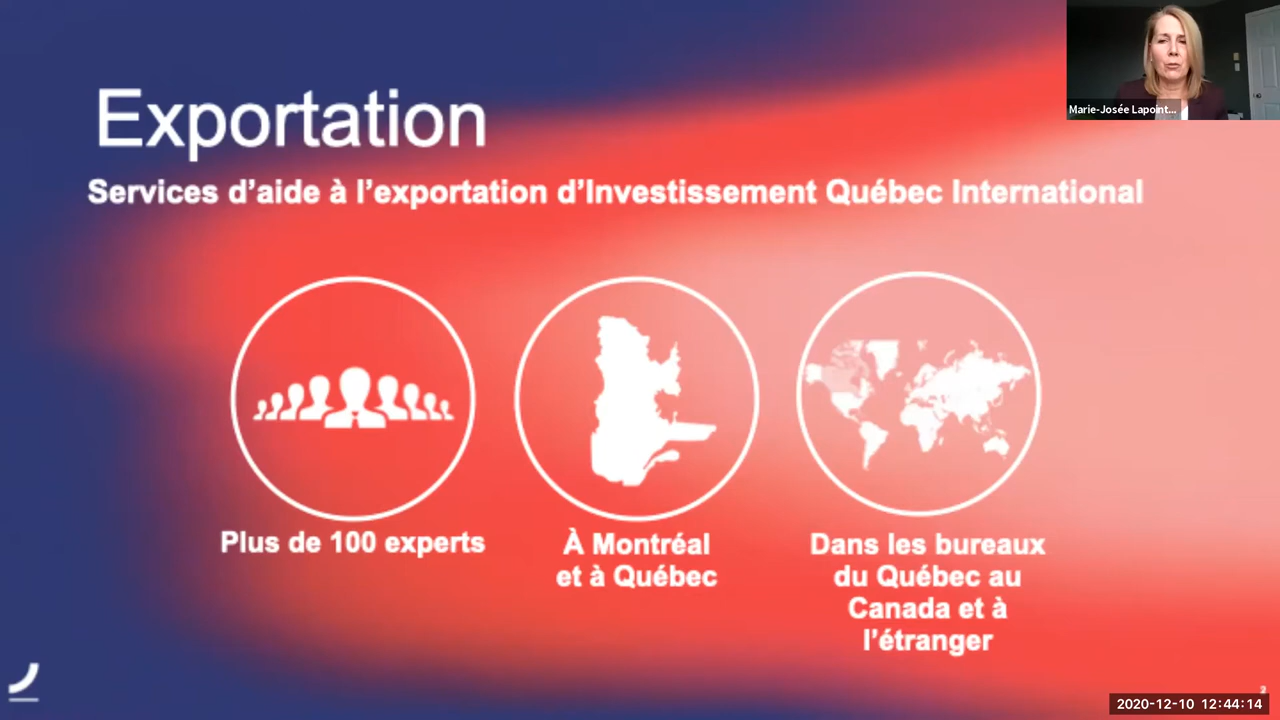 Exportation
Services d’aide à l’exportation d’Investissement Québec International
Marie-Josée Lapoint...
Plus de 100 experts
À Montréal
et à Québec
Dans les bureaux
du Québec au
Canada et à
l’étranger
2020-12-10 12:44:14